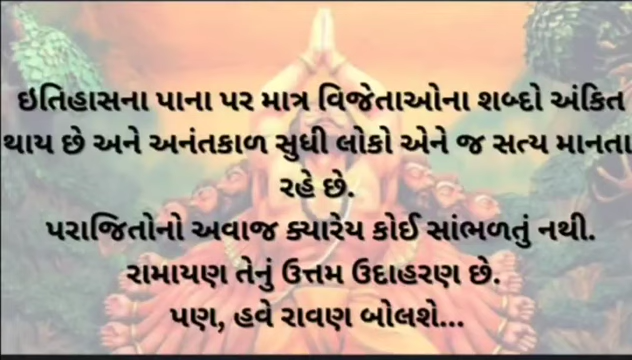 ઇતિહાસના પાના પર માત્ર વિજેતાઓના શબ્દો અંકિત
થાય છે અને અનંતકાળ સુધી લોકો એને જ સત્ય માનતા
રહે છે.
પરાજિતોનો અવાજ ક્યારેય કોઈ સાંભળતું નથી.
રામાયણ તેનું ઉત્તમ ઉદાહરણ છે.
પણ, હવે રાવણ બોલશે...